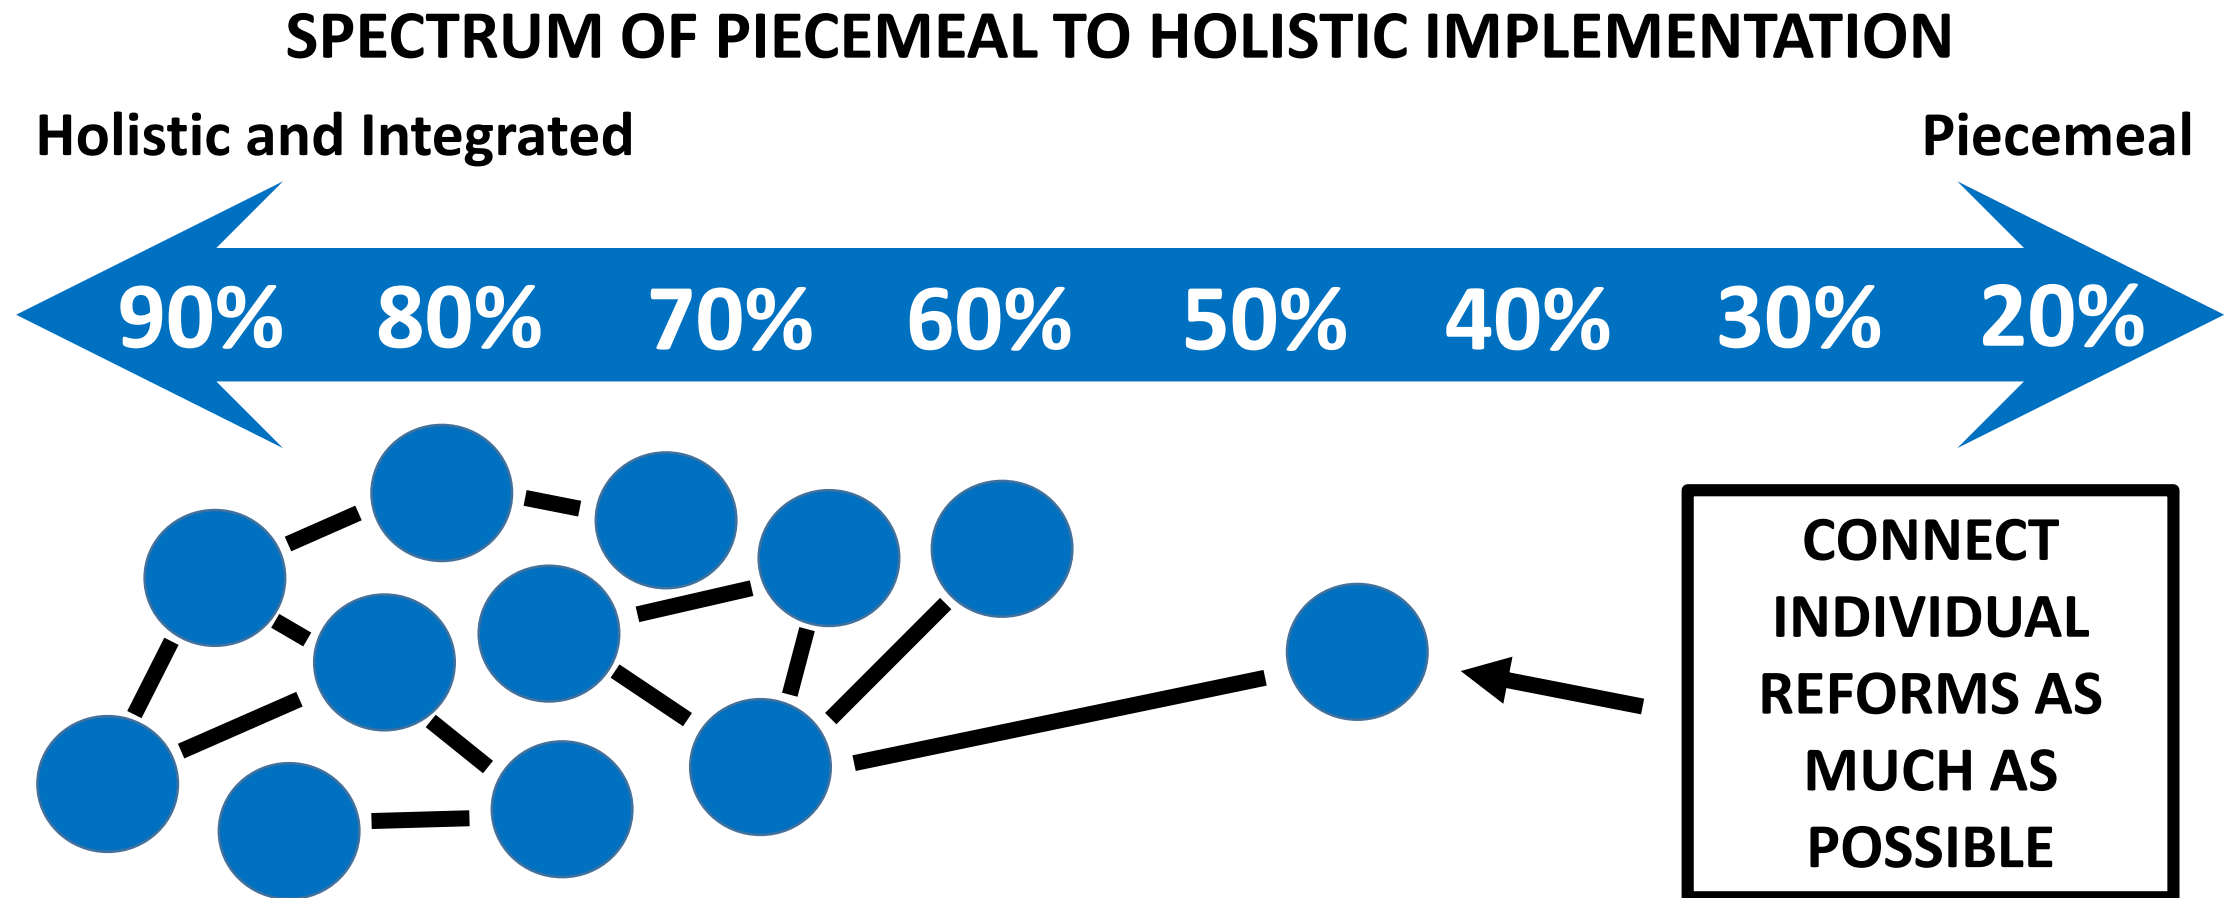 SPECTRUM OF PIECEMEAL TO HOLISTIC IMPLEMENTATION
Holistic and Integrated
Piecemeal
90% 80% 70% 60% 50% 40% 30% 20%
CONNECT
INDIVIDUAL
REFORMS AS
MUCH AS
POSSIBLE